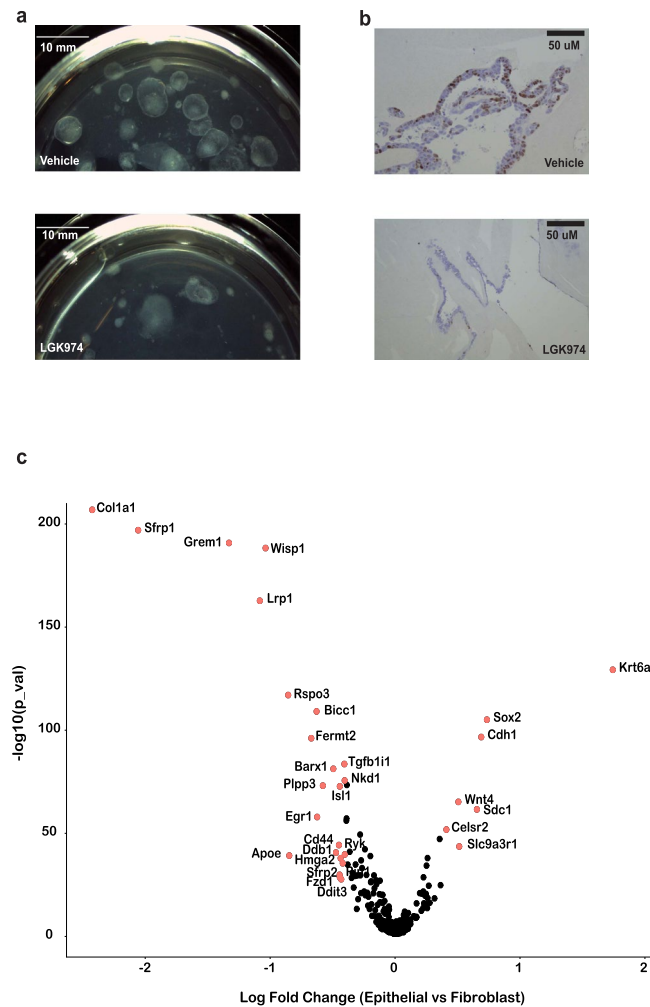 a
b
10 mm
Vehicle
50 uM
Vehicle
10 mm
LGK974
50 uM
LGK974
c
-log10(p_val)
200
150
100
50
0
Col1a1
Sfrp1
Grem1
Wisp1
Lrp1
Krt6a
Rspo3
Bicc1
Sox2
Fermt2
Cdh1
Barx1
Tgfb1i1
Plpp3
Nkd1
Isl1
Wnt4
Sdc1
Egr1
Celsr2
Cd44
Ryk
Slc9a3r1
Ddb1
Apoe
Hmga2
Sfrp2
Fzd1
Ddit3
-2
-1
0
1
2
Log Fold Change (Epithelial vs Fibroblast)